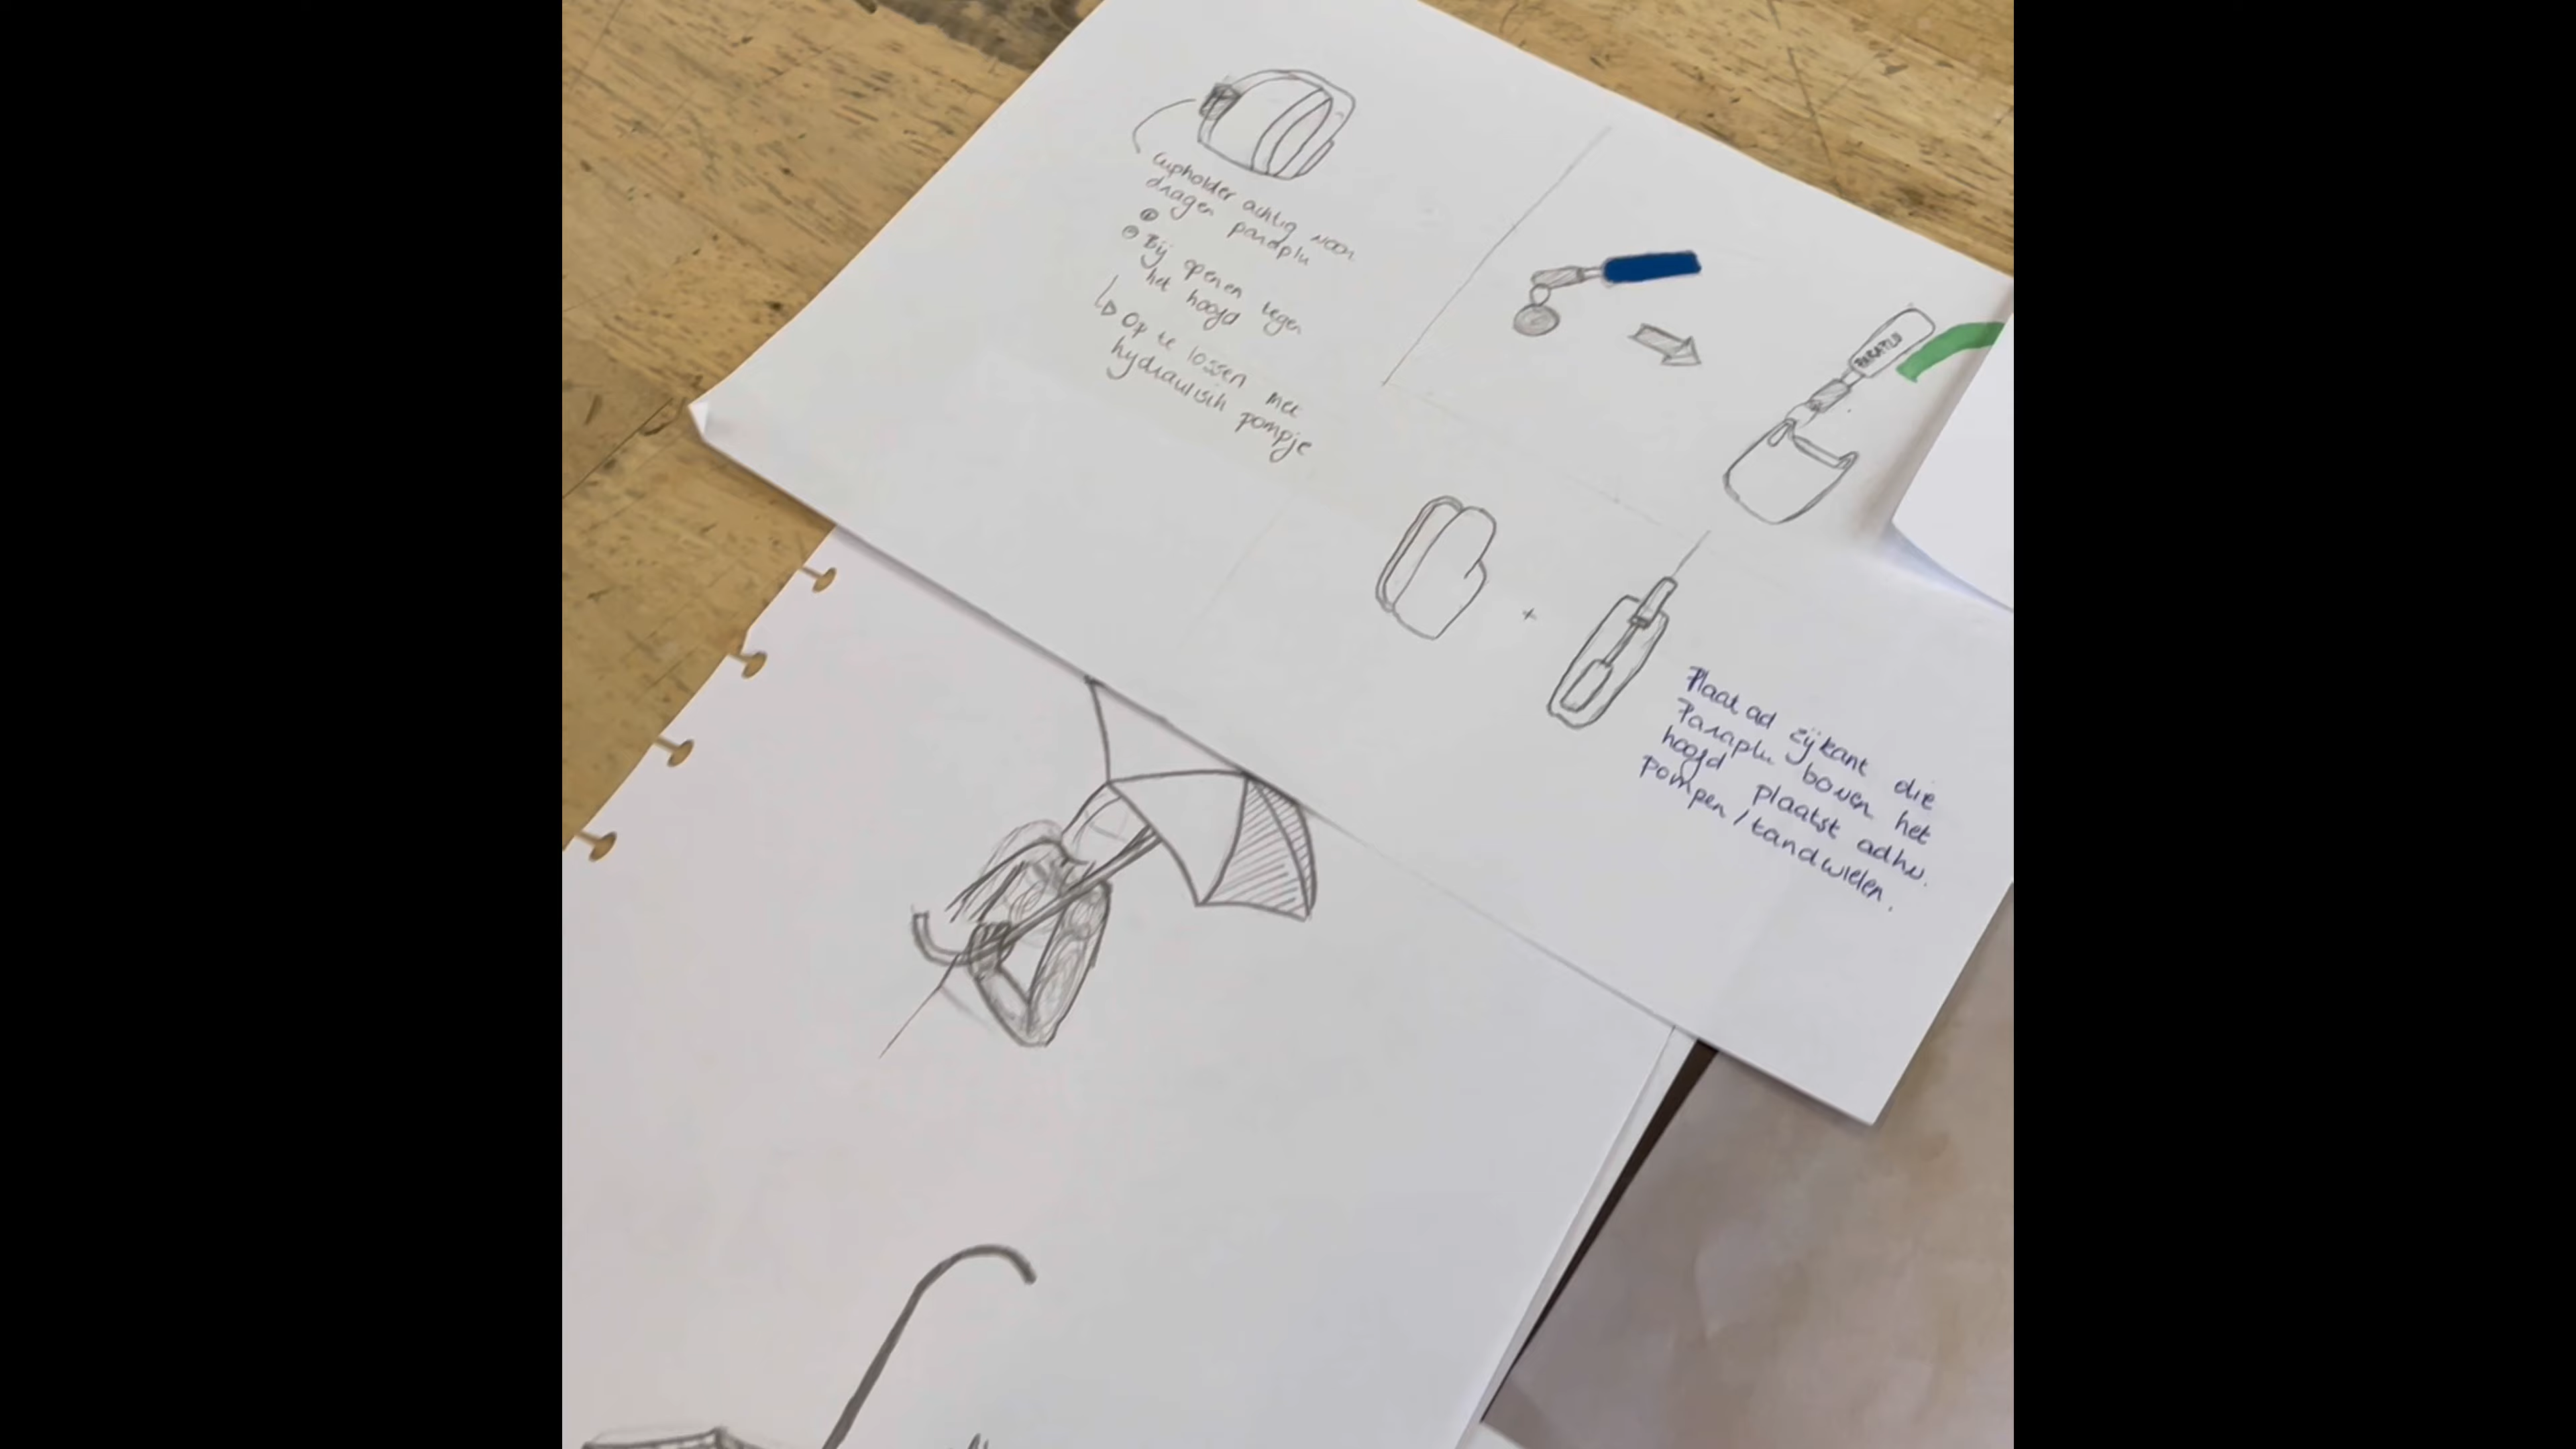 Cupholder achtig voor
dragen paraplu
⊕
⊖ Bij openen tegen
het hoofd
Op te lossen met
hydraulisch pompje
PARAPLU
Plaat ad zijkant die
Paraplu boven het
hoofd plaatst adhv.
pompen / tandwielen.